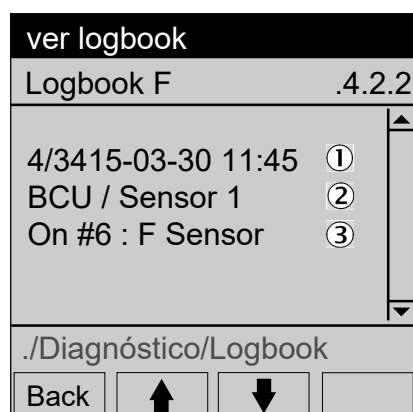 ver logbook
Logbook F .4.2.2
4/3415-03-30 11:45 ①
BCU / Sensor 1 ②
On #6 : F Sensor ③
./Diagnóstico/Logbook
Back